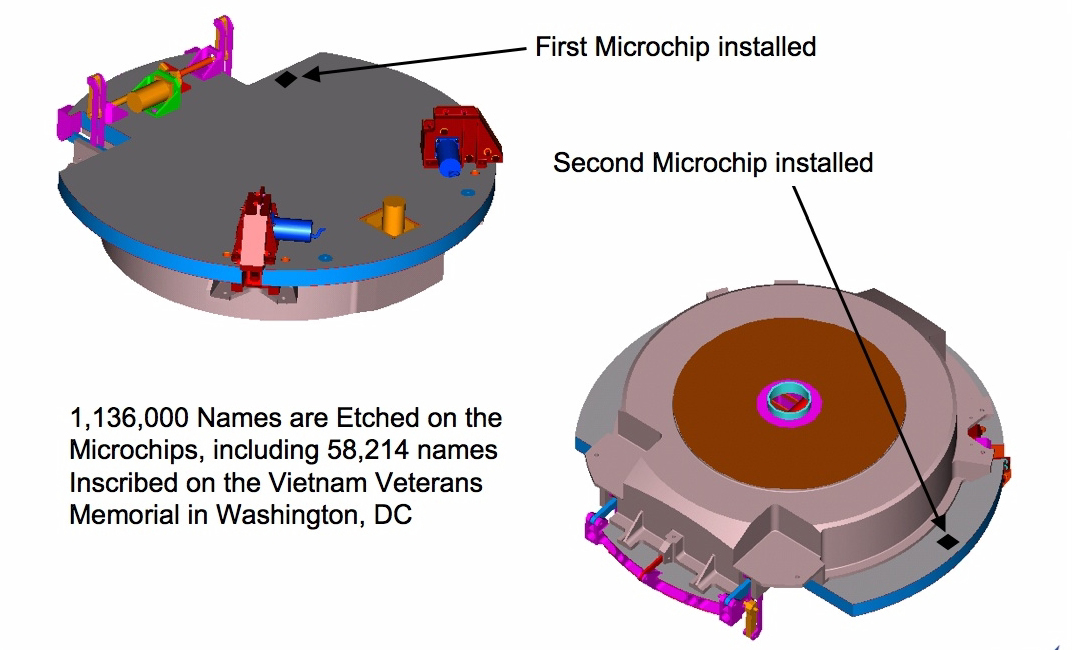 First Microchip installed
Second Microchip installed
1,136,000 Names are Etched on the
Microchips, including 58,214 names
Inscribed on the Vietnam Veterans
Memorial in Washington, DC